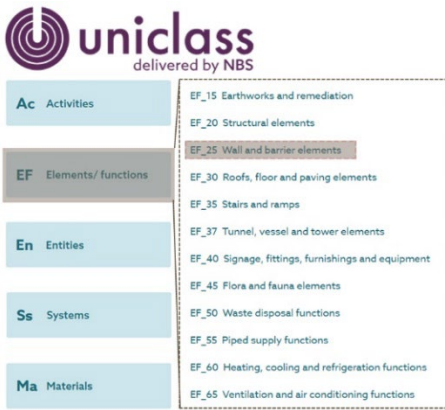 uniclass
delivered by NBS
Ac Activities
EF Elements/ functions
En Entities
Ss Systems
Ma Materials
EF_15 Earthworks and remediation
EF_20 Structural elements
EF_25 Wall and barrier elements
EF_30 Roofs, floor and paving elements
EF_35 Stairs and ramps
EF_37 Tunnel, vessel and tower elements
EF_40 Signage, fittings, furnishings and equipment
EF_45 Flora and fauna elements
EF_50 Waste disposal functions
EF_55 Piped supply functions
EF_60 Heating, cooling and refrigeration functions
EF_65 Ventilation and air conditioning functions